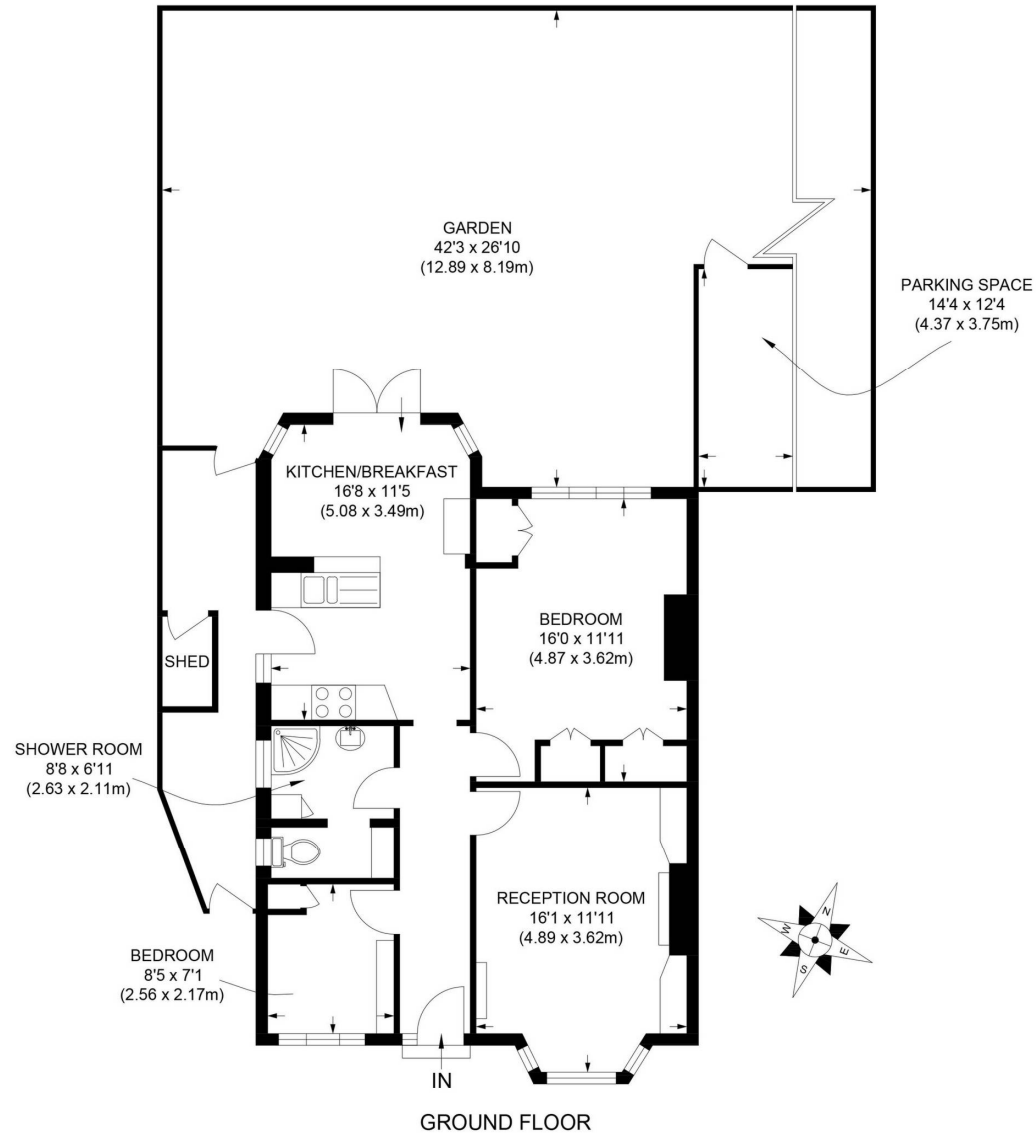 GARDEN
42'3 x 26'10
(12.89 x 8.19m)
PARKING SPACE
14'4 x 12'4
(4.37 x 3.75m)
KITCHEN/BREAKFAST
16'8 x 11'5
(5.08 x 3.49m)
BEDROOM
16'0 x 11'11
(4.87 x 3.62m)
SHED
SHOWER ROOM
8'8 x 6'11
(2.63 x 2.11m)
RECEPTION ROOM
16'1 x 11'11
(4.89 x 3.62m)
BEDROOM
8'5 x 7'1
(2.56 x 2.17m)
N
W
E
S
IN
GROUND FLOOR